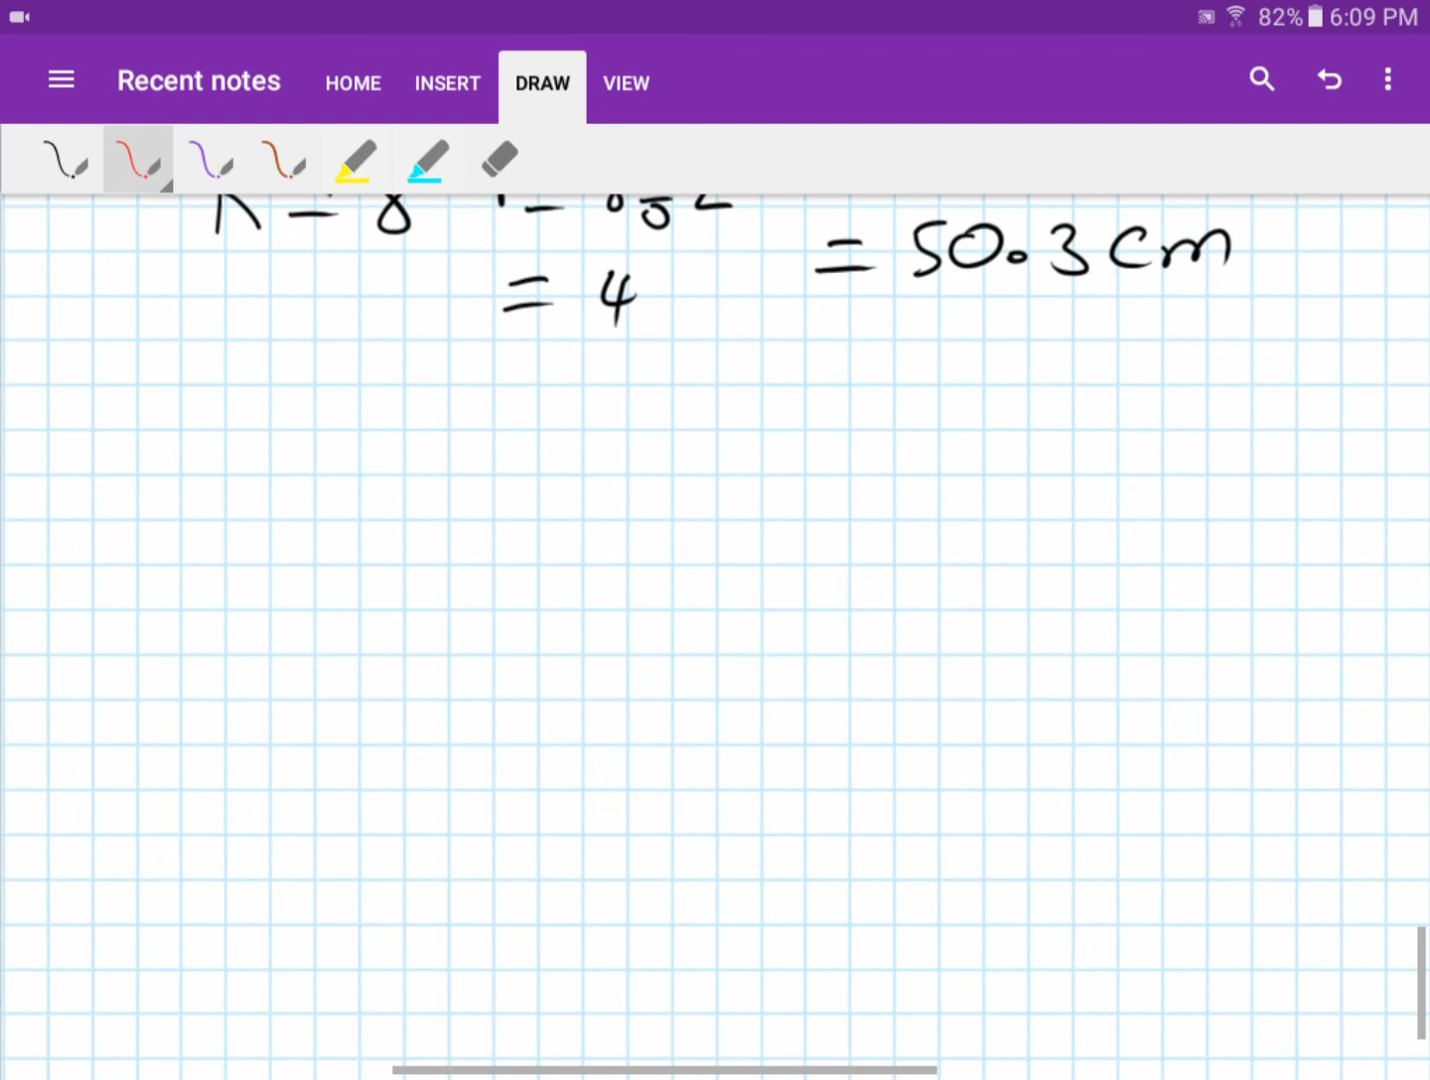 82% 6:09 PM
Recent notes HOME INSERT DRAW VIEW
= 50.3 cm
= 4